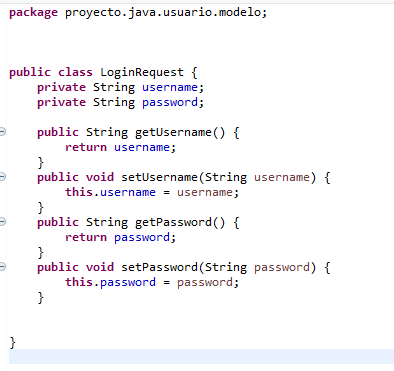 package proyecto.java.usuario.modelo;
public class LoginRequest {
    private String username;
    private String password;
    public String getUsername() {
        return username;
    }
    public void setUsername(String username) {
        this.username = username;
    }
    public String getPassword() {
        return password;
    }
    public void setPassword(String password) {
        this.password = password;
    }
}